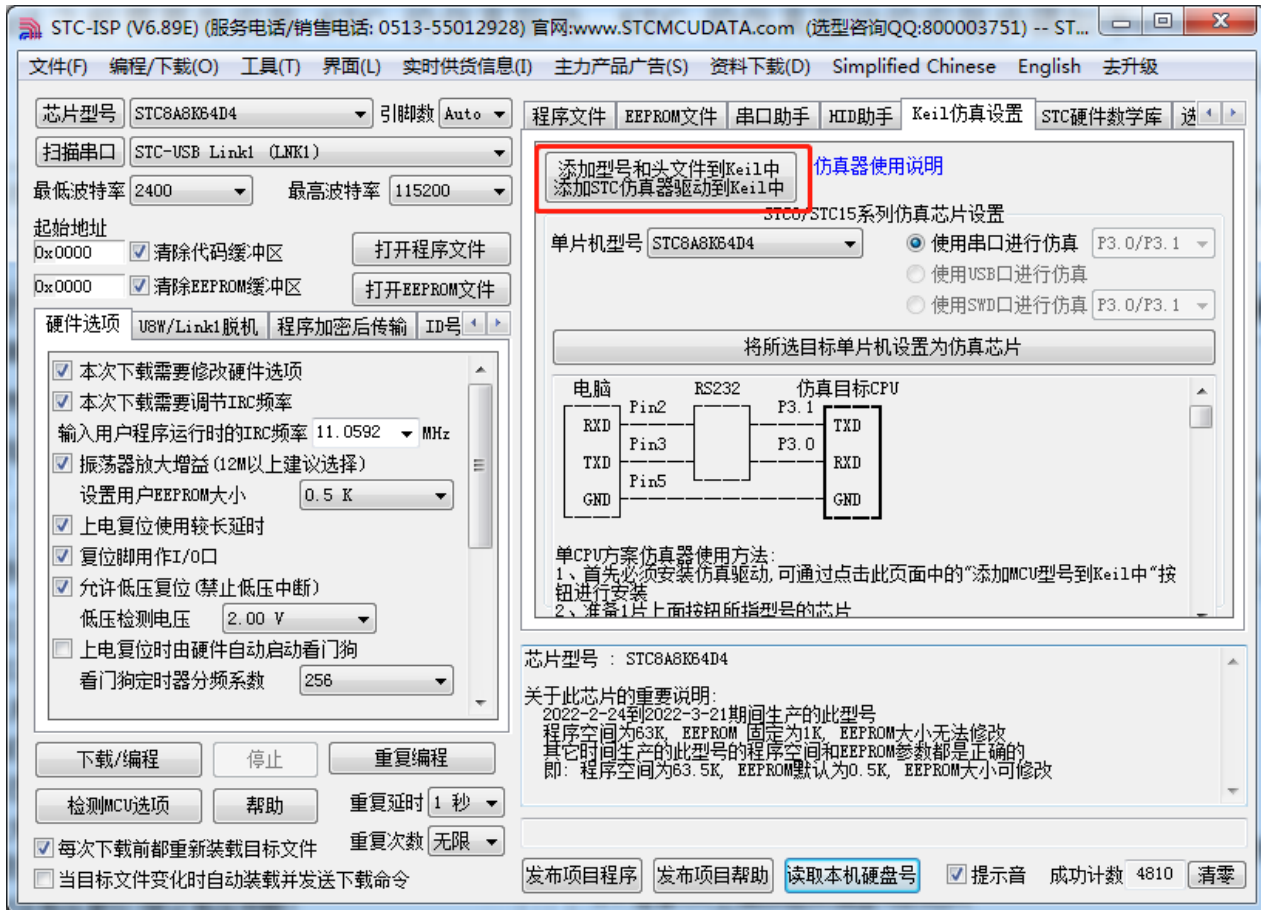 STC-ISP (V6.89E) (服务电话/销售电话: 0513-55012928) 官网:www.STCMCUDATA.com (选型咨询QQ:800003751) -- ST...
文件(F) 编程/下载(O) 工具(T) 界面(L) 实时供货信息(I) 主力产品广告(S) 资料下载(D) Simplified Chinese English 去升级
芯片型号 STC8A8K64D4 引脚数 Auto
扫描串口 STC-USB Link1 (LNK1)
最低波特率 2400 最高波特率 115200
起始地址
0x0000 清除代码缓冲区 打开程序文件
0x0000 清除EEPROM缓冲区 打开EEPROM文件
硬件选项 U8W/Link1脱机 程序加密后传输 ID号
本次下载需要修改硬件选项
本次下载需要调节IRC频率
输入用户程序运行时的IRC频率 11.0592 MHz
振荡器放大增益(12M以上建议选择)
设置用户EEPROM大小 0.5 K
上电复位使用较长延时
复位脚用作I/O口
允许低压复位(禁止低压中断)
低压检测电压 2.00 V
上电复位时由硬件自动启动看门狗
看门狗定时器分频系数 256
下载/编程 停止 重复编程
检测MCU选项 帮助 重复延时 1 秒
每次下载前都重新装载目标文件 重复次数 无限
当目标文件变化时自动装载并发送下载命令
程序文件 EEPROM文件 串口助手 HID助手 Keil仿真设置 STC硬件数学库 选
添加型号和头文件到Keil中
添加STC仿真器驱动到Keil中
仿真器使用说明
STC8/STC15系列仿真芯片设置
单片机型号 STC8A8K64D4 使用串口进行仿真 P3.0/P3.1
使用USB口进行仿真
使用SWD口进行仿真 P3.0/P3.1
将所选目标单片机设置为仿真芯片
电脑 RS232 仿真目标CPU
Pin2 P3.1
RXD TXD
Pin3 P3.0
TXD RXD
Pin5
GND GND
单CPU方案仿真器使用方法:
1、首先必须安装仿真驱动,可通过点击此页面中的"添加MCU型号到Keil中"按
钮进行安装
2、准备1片上面按钮所指型号的芯片
芯片型号 : STC8A8K64D4
关于此芯片的重要说明:
2022-2-24到2022-3-21期间生产的此型号
程序空间为63K, EEPROM 固定为1K, EEPROM大小无法修改
其它时间生产的此型号的程序空间和EEPROM参数都是正确的
即: 程序空间为63.5K, EEPROM默认为0.5K, EEPROM大小可修改
发布项目程序 发布项目帮助 读取本机硬盘号 提示音 成功计数 4810 清零